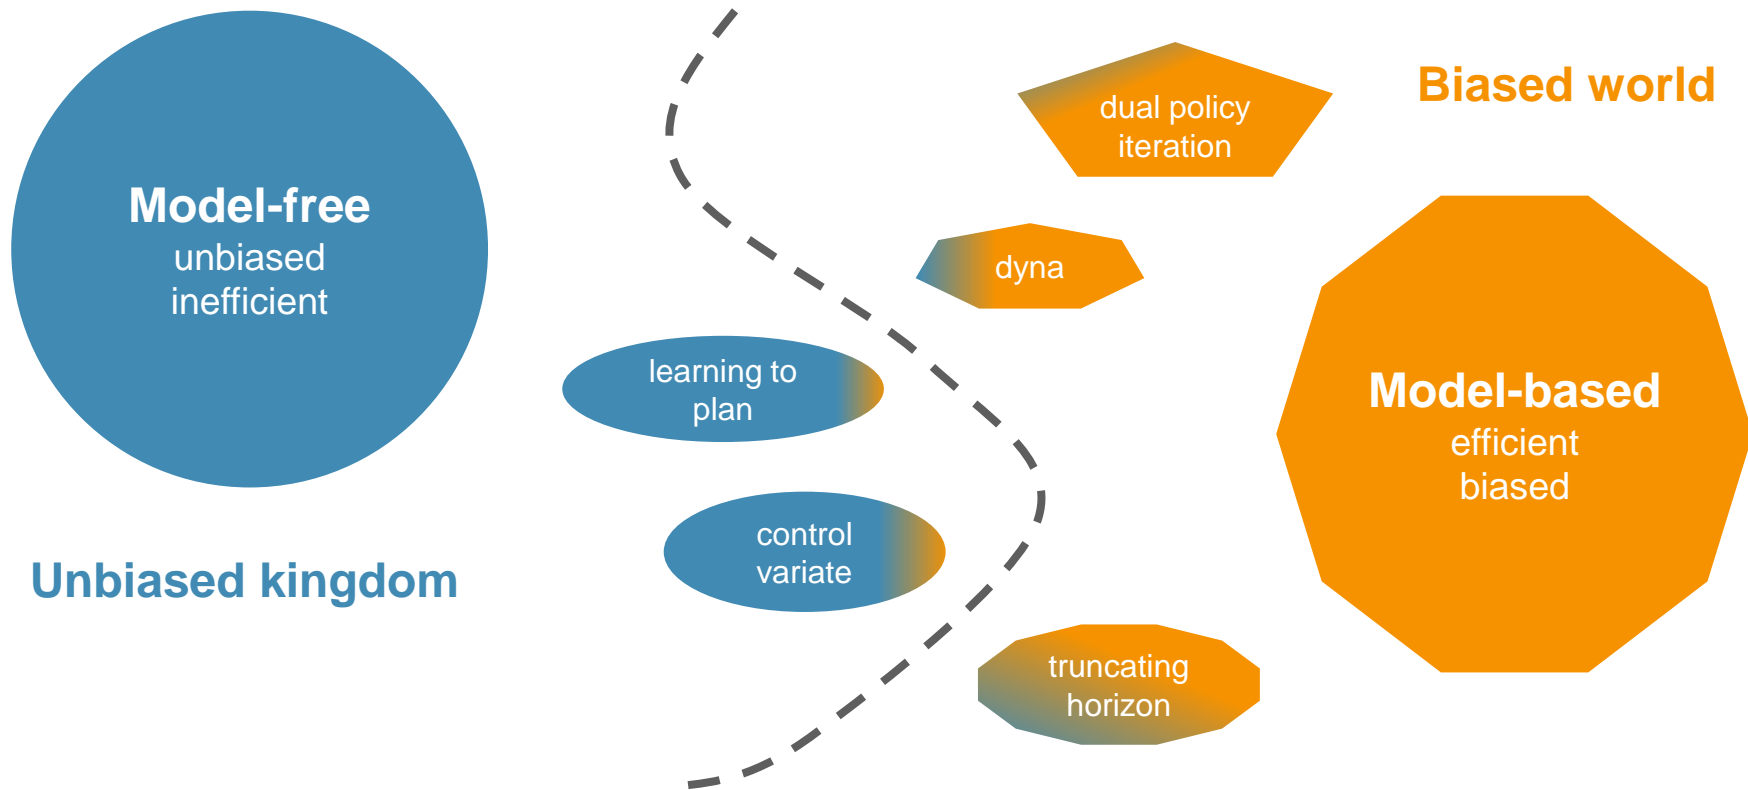 Model-free
unbiased
inefficient
Unbiased kingdom
learning to
plan
control
variate
dual policy
iteration
dyna
truncating
horizon
Biased world
Model-based
efficient
biased